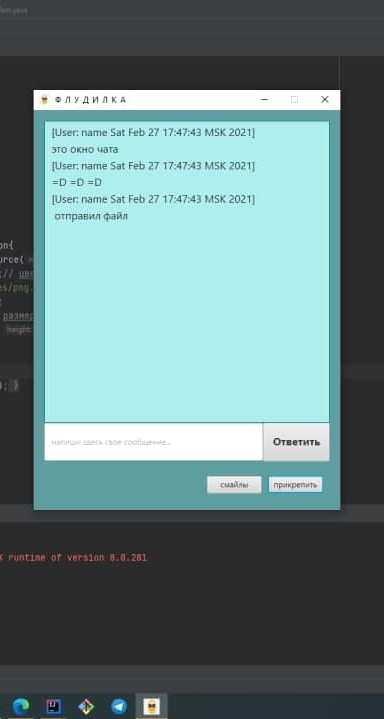 ФЛУДИЛКА
[User: name Sat Feb 27 17:47:43 MSK 2021]
это окно чата
[User: name Sat Feb 27 17:47:43 MSK 2021]
=D =D =D
[User: name Sat Feb 27 17:47:43 MSK 2021]
отправил файл
on{
urce(
;// цве
es/png.
размер
height:
); }
напиши здесь свое сообщение...
Ответить
смайлы
прикрепить
K runtime of version 8.0.281